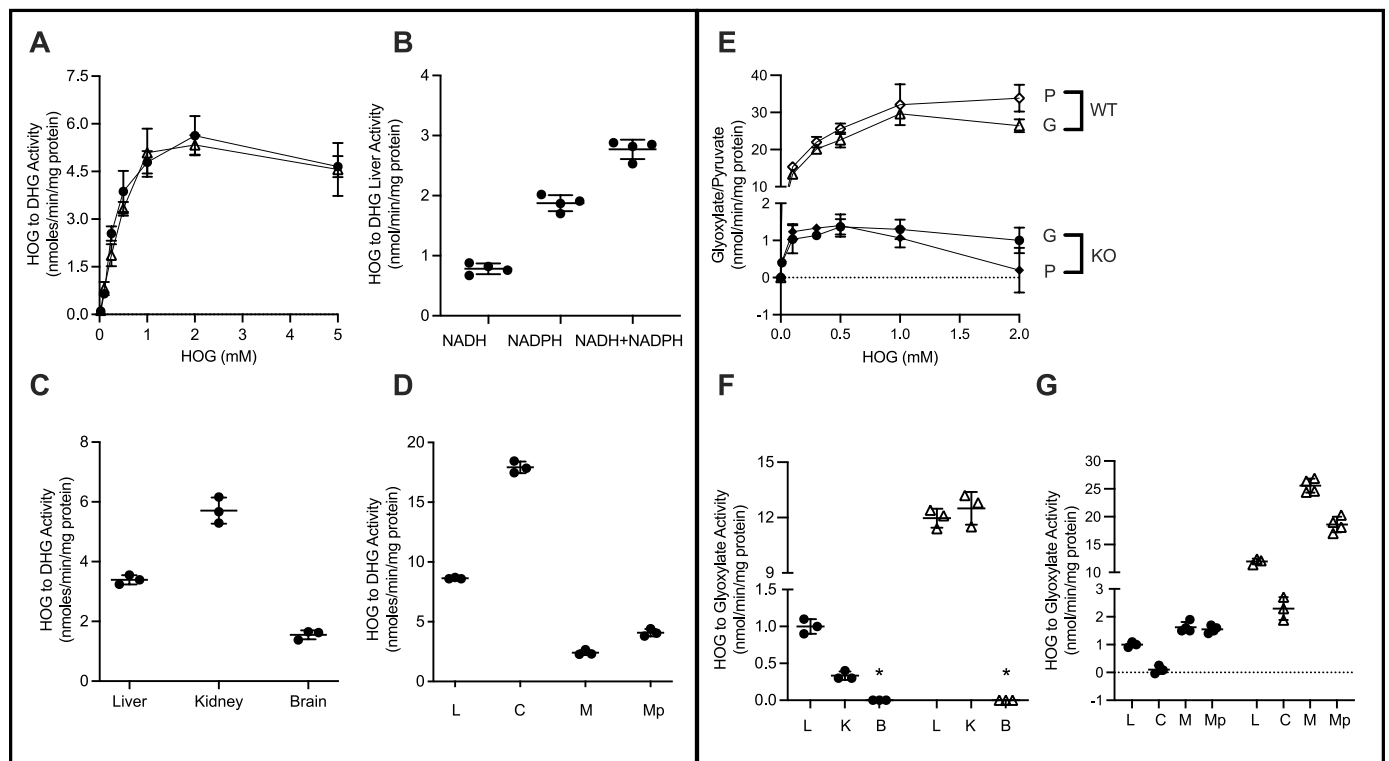 A
HOG to DHG Activity
(nmoles/min/mg protein)
7.5
6.0
4.5
3.0
1.5
0.0
0
1
2
3
4
5
HOG (mM)
B
HOG to DHG Liver Activity
(nmol/min/mg protein)
4
3
2
1
0
NADH
NADPH
NADH+NADPH
C
HOG to DHG Activity
(nmoles/min/mg protein)
8
6
4
2
0
Liver
Kidney
Brain
D
HOG to DHG Activity
(nmoles/min/mg protein)
20
15
10
5
0
L
C
M
Mp
E
Glyoxylate/Pyruvate
(nmol/min/mg protein)
40
30
20
10
2
1
0
-1
0.0
0.5
1.0
1.5
2.0
HOG (mM)
P
G
WT
G
P
KO
F
HOG to Glyoxylate Activity
(nmol/min/mg protein)
15
12
9
1.5
1.0
0.5
0.0
*
*
L
K
B
L
K
B
G
HOG to Glyoxylate Activity
(nmol/min/mg protein)
30
25
20
15
10
3
2
1
0
-1
L
C
M
Mp
L
C
M
Mp